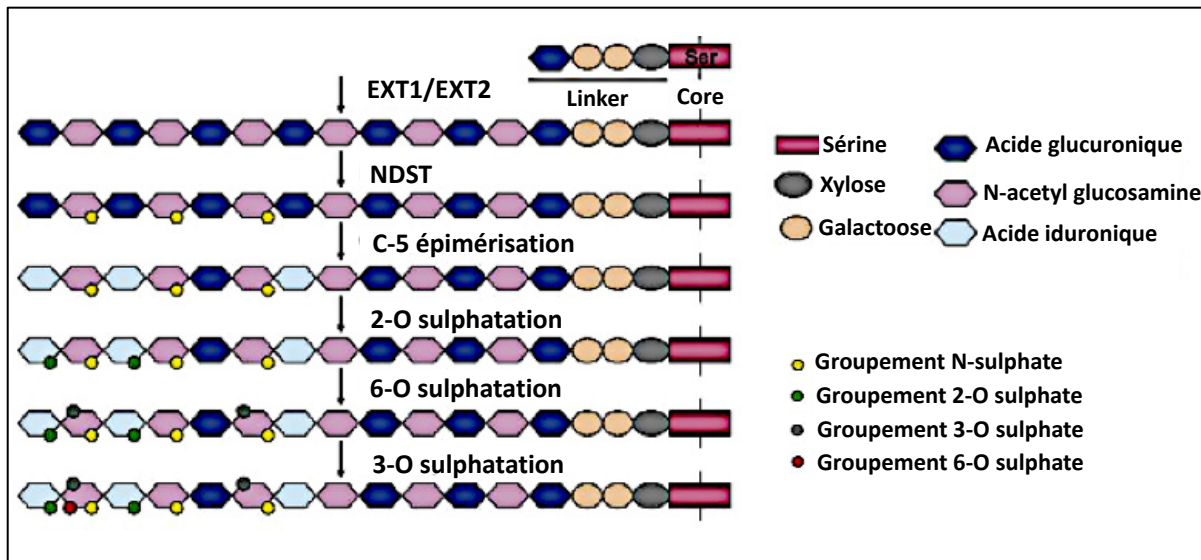 Ser
EXT1/EXT2
Linker
Core
NDST
C-5 épimérisation
2-O sulphatation
6-O sulphatation
3-O sulphatation
Sérine
Acide glucuronique
Xylose
N-acetyl glucosamine
Galactoose
Acide iduronique
Groupement N-sulphate
Groupement 2-O sulphate
Groupement 3-O sulphate
Groupement 6-O sulphate